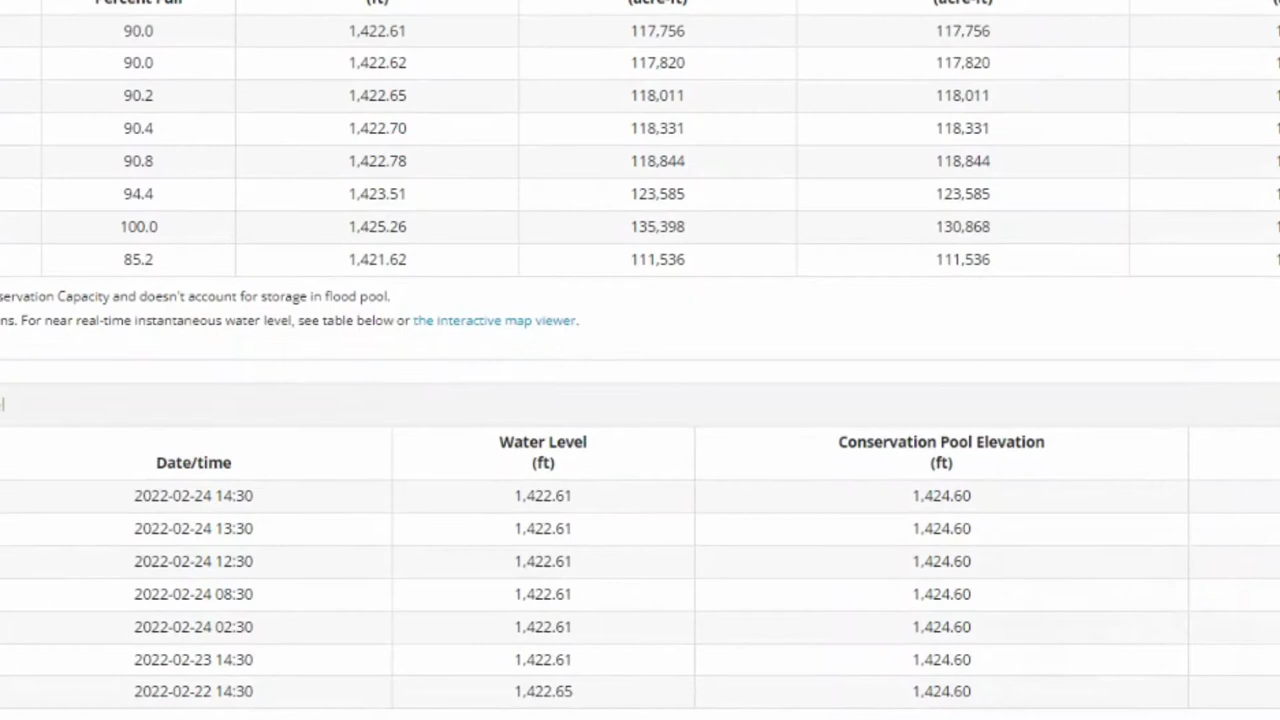 Percent Full (ft) (acre-ft) (acre-ft)
90.0 1,422.61 117,756 117,756
90.0 1,422.62 117,820 117,820
90.2 1,422.65 118,011 118,011
90.4 1,422.70 118,331 118,331
90.8 1,422.78 118,844 118,844
94.4 1,423.51 123,585 123,585
100.0 1,425.26 135,398 130,868
85.2 1,421.62 111,536 111,536
servation Capacity and doesn't account for storage in flood pool.
ns. For near real-time instantaneous water level, see table below or the interactive map viewer.
Water Level Conservation Pool Elevation
Date/time (ft) (ft)
2022-02-24 14:30 1,422.61 1,424.60
2022-02-24 13:30 1,422.61 1,424.60
2022-02-24 12:30 1,422.61 1,424.60
2022-02-24 08:30 1,422.61 1,424.60
2022-02-24 02:30 1,422.61 1,424.60
2022-02-23 14:30 1,422.61 1,424.60
2022-02-22 14:30 1,422.65 1,424.60